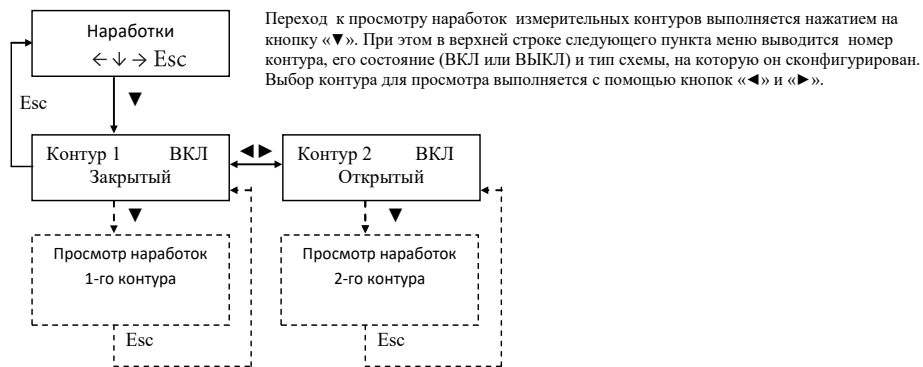 Наработки
← ↓ → Esc
Переход к просмотру наработок измерительных контуров выполняется нажатием на
кнопку «▼». При этом в верхней строке следующего пункта меню выводится номер
контура, его состояние (ВКЛ или ВЫКЛ) и тип схемы, на которую он сконфигурирован.
Выбор контура для просмотра выполняется с помощью кнопок «◄» и «►».
Esc
▼
Контур 1 ВКЛ
Закрытый
◄►
Контур 2 ВКЛ
Открытый
▼
▼
Просмотр наработок
1-го контура
Просмотр наработок
2-го контура
Esc
Esc